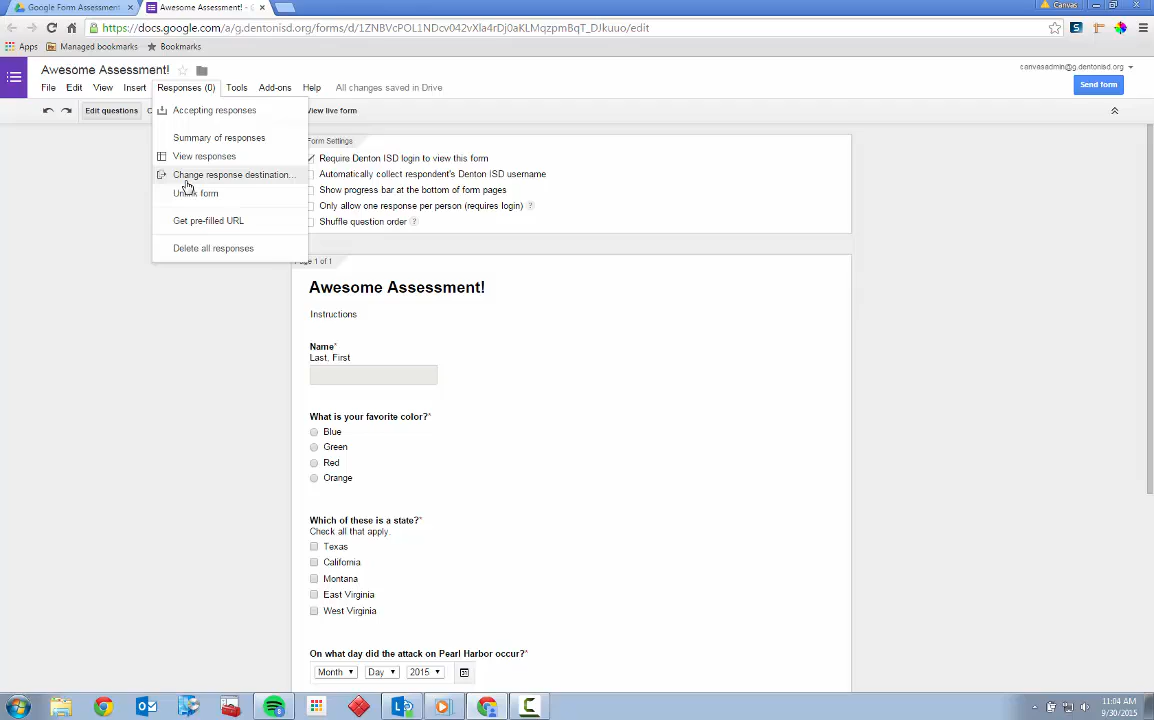 Google Form Assessment
Awesome Assessment! -
Canvas
https://docs.google.com/a/g.dentonisd.org/forms/d/1ZNBVcPOL1NDcv042vXla4rDj0aKLMqzpmBqT_DJkuuo/edit
Apps
Managed bookmarks
Bookmarks
Awesome Assessment!
canvasadmin@g.dentonisd.org
File
Edit
View
Insert
Responses (0)
Tools
Add-ons
Help
All changes saved in Drive
Send form
Edit questions
View live form
Accepting responses
Summary of responses
View responses
Change response destination...
Unlink form
Get pre-filled URL
Delete all responses
Form Settings
Require Denton ISD login to view this form
Automatically collect respondent's Denton ISD username
Show progress bar at the bottom of form pages
Only allow one response per person (requires login) ?
Shuffle question order ?
Page 1 of 1
Awesome Assessment!
Instructions
Name*
Last, First
What is your favorite color?*
Blue
Green
Red
Orange
Which of these is a state?*
Check all that apply.
Texas
California
Montana
East Virginia
West Virginia
On what day did the attack on Pearl Harbor occur?*
Month
Day
2015
11:04 AM
9/30/2015